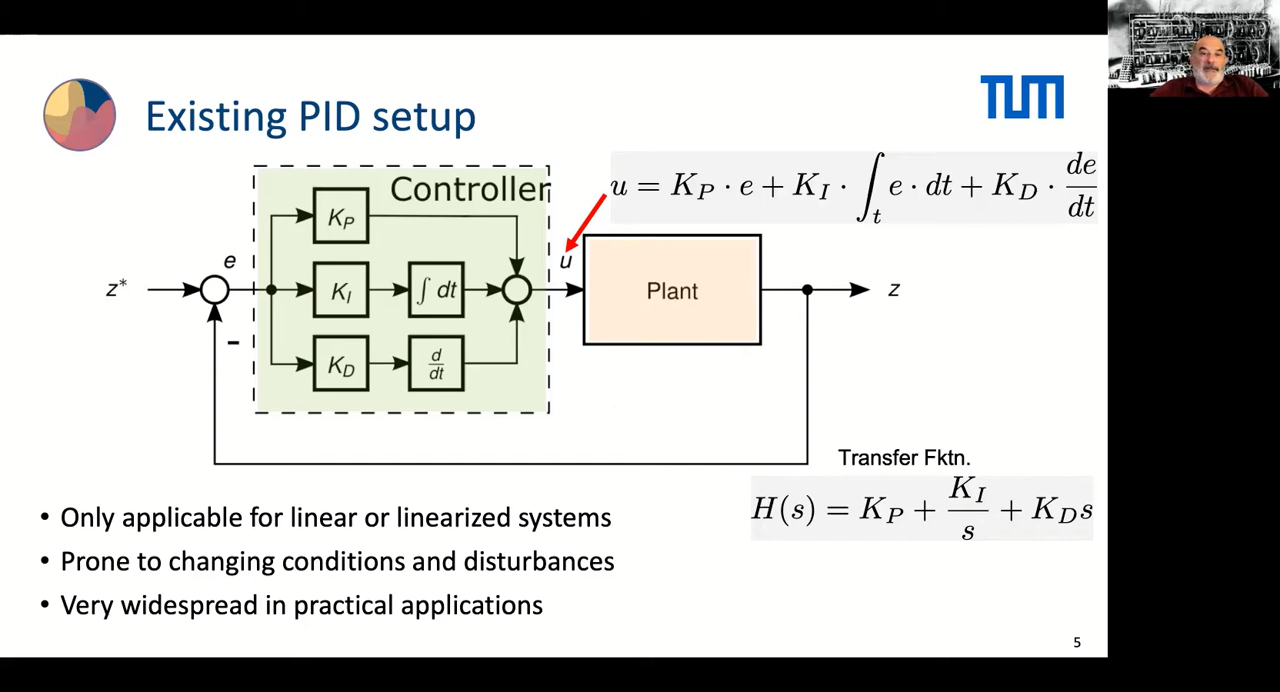 Existing PID setup
TUM
Controller
u = K_P · e + K_I · ∫_t e · dt + K_D · de/dt
K_P
e
u
z*
K_I
∫ dt
Plant
z
-
K_D
d/dt
Transfer Fktn.
H(s) = K_P + K_I/s + K_D s
• Only applicable for linear or linearized systems
• Prone to changing conditions and disturbances
• Very widespread in practical applications
5